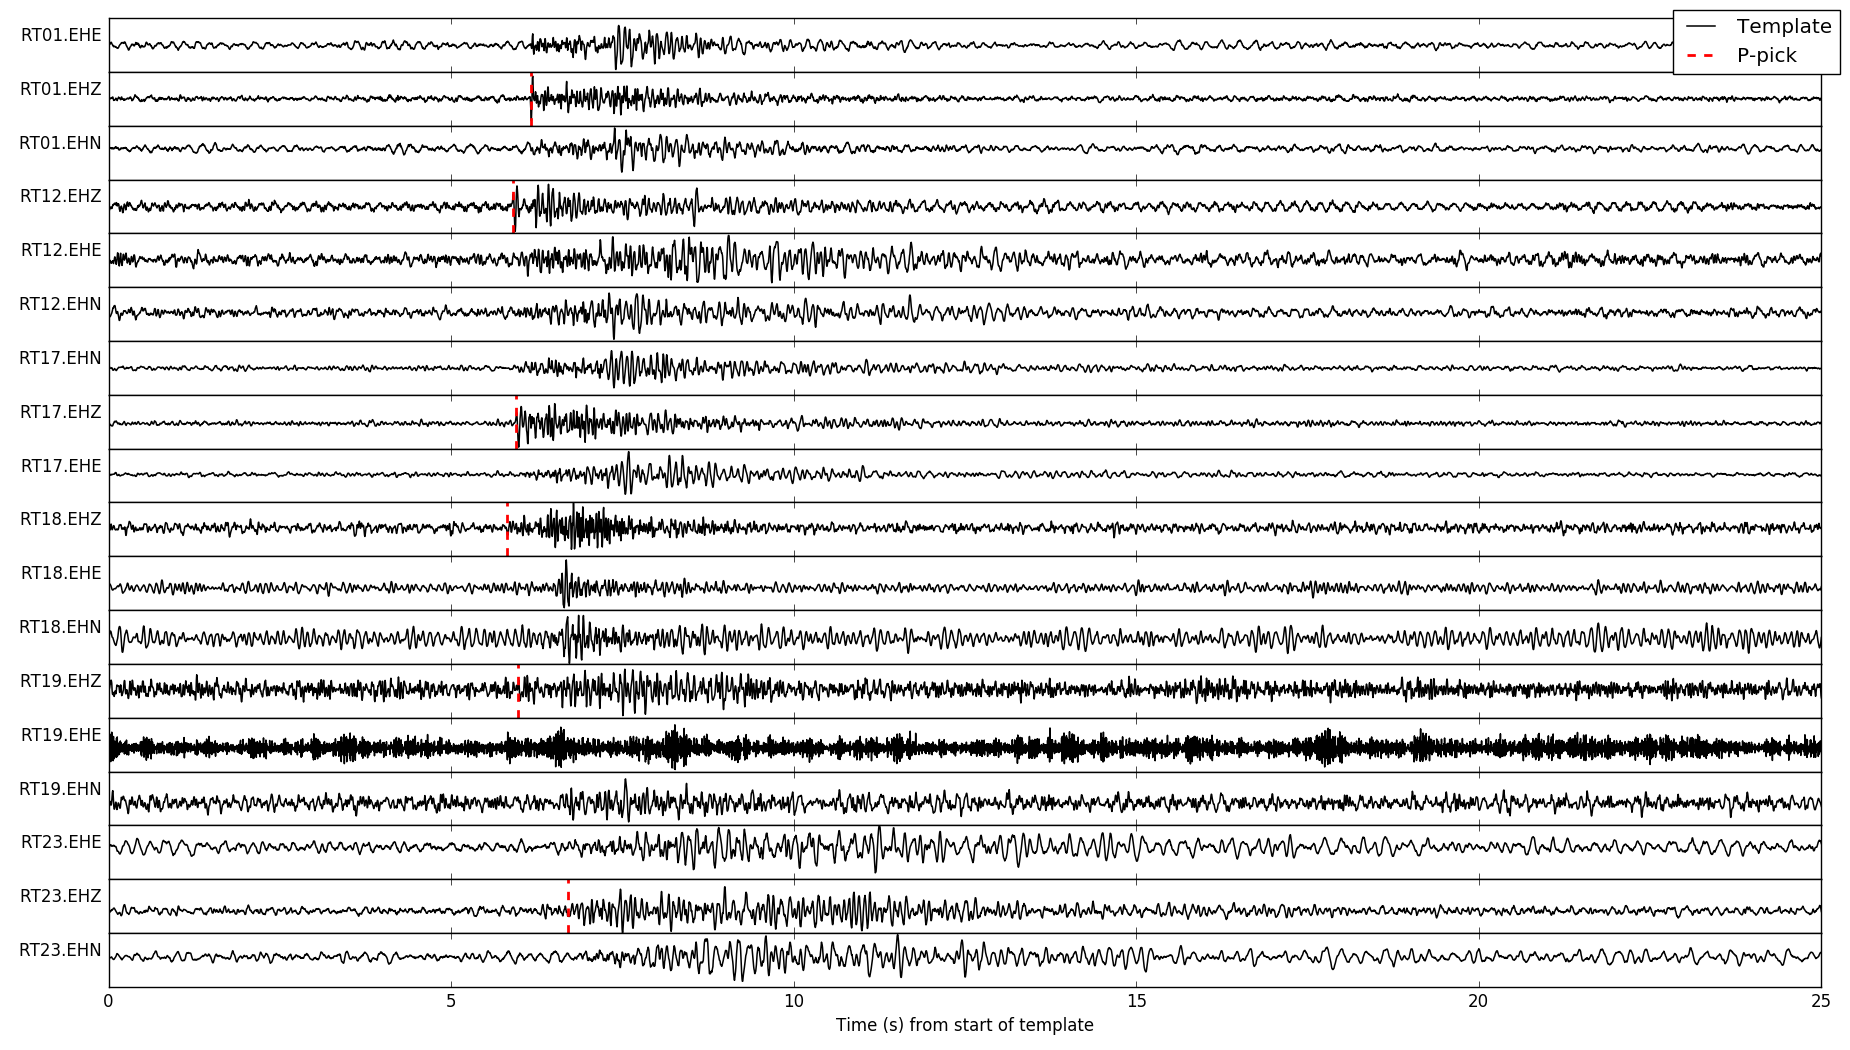 RT01.EHE
Template
P-pick
RT01.EHZ
RT01.EHN
RT12.EHZ
RT12.EHE
RT12.EHN
RT17.EHN
RT17.EHZ
RT17.EHE
RT18.EHZ
RT18.EHE
RT18.EHN
RT19.EHZ
RT19.EHE
RT19.EHN
RT23.EHE
RT23.EHZ
RT23.EHN
0 5 10 15 20 25
Time (s) from start of template